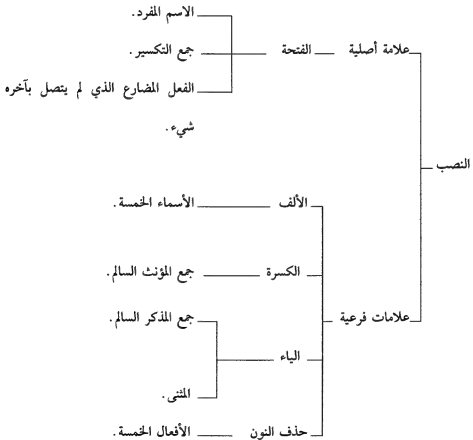 الاسم المفرد.
علامة أصلية الفتحة جمع التكسير.
الفعل المضارع الذي لم يتصل بآخره
شيء.
النصب
الألف الأسماء الخمسة.
الكسرة جمع المؤنث السالم.
علامات فرعية جمع المذكر السالم.
الياء
المثنى.
حذف النون الأفعال الخمسة.